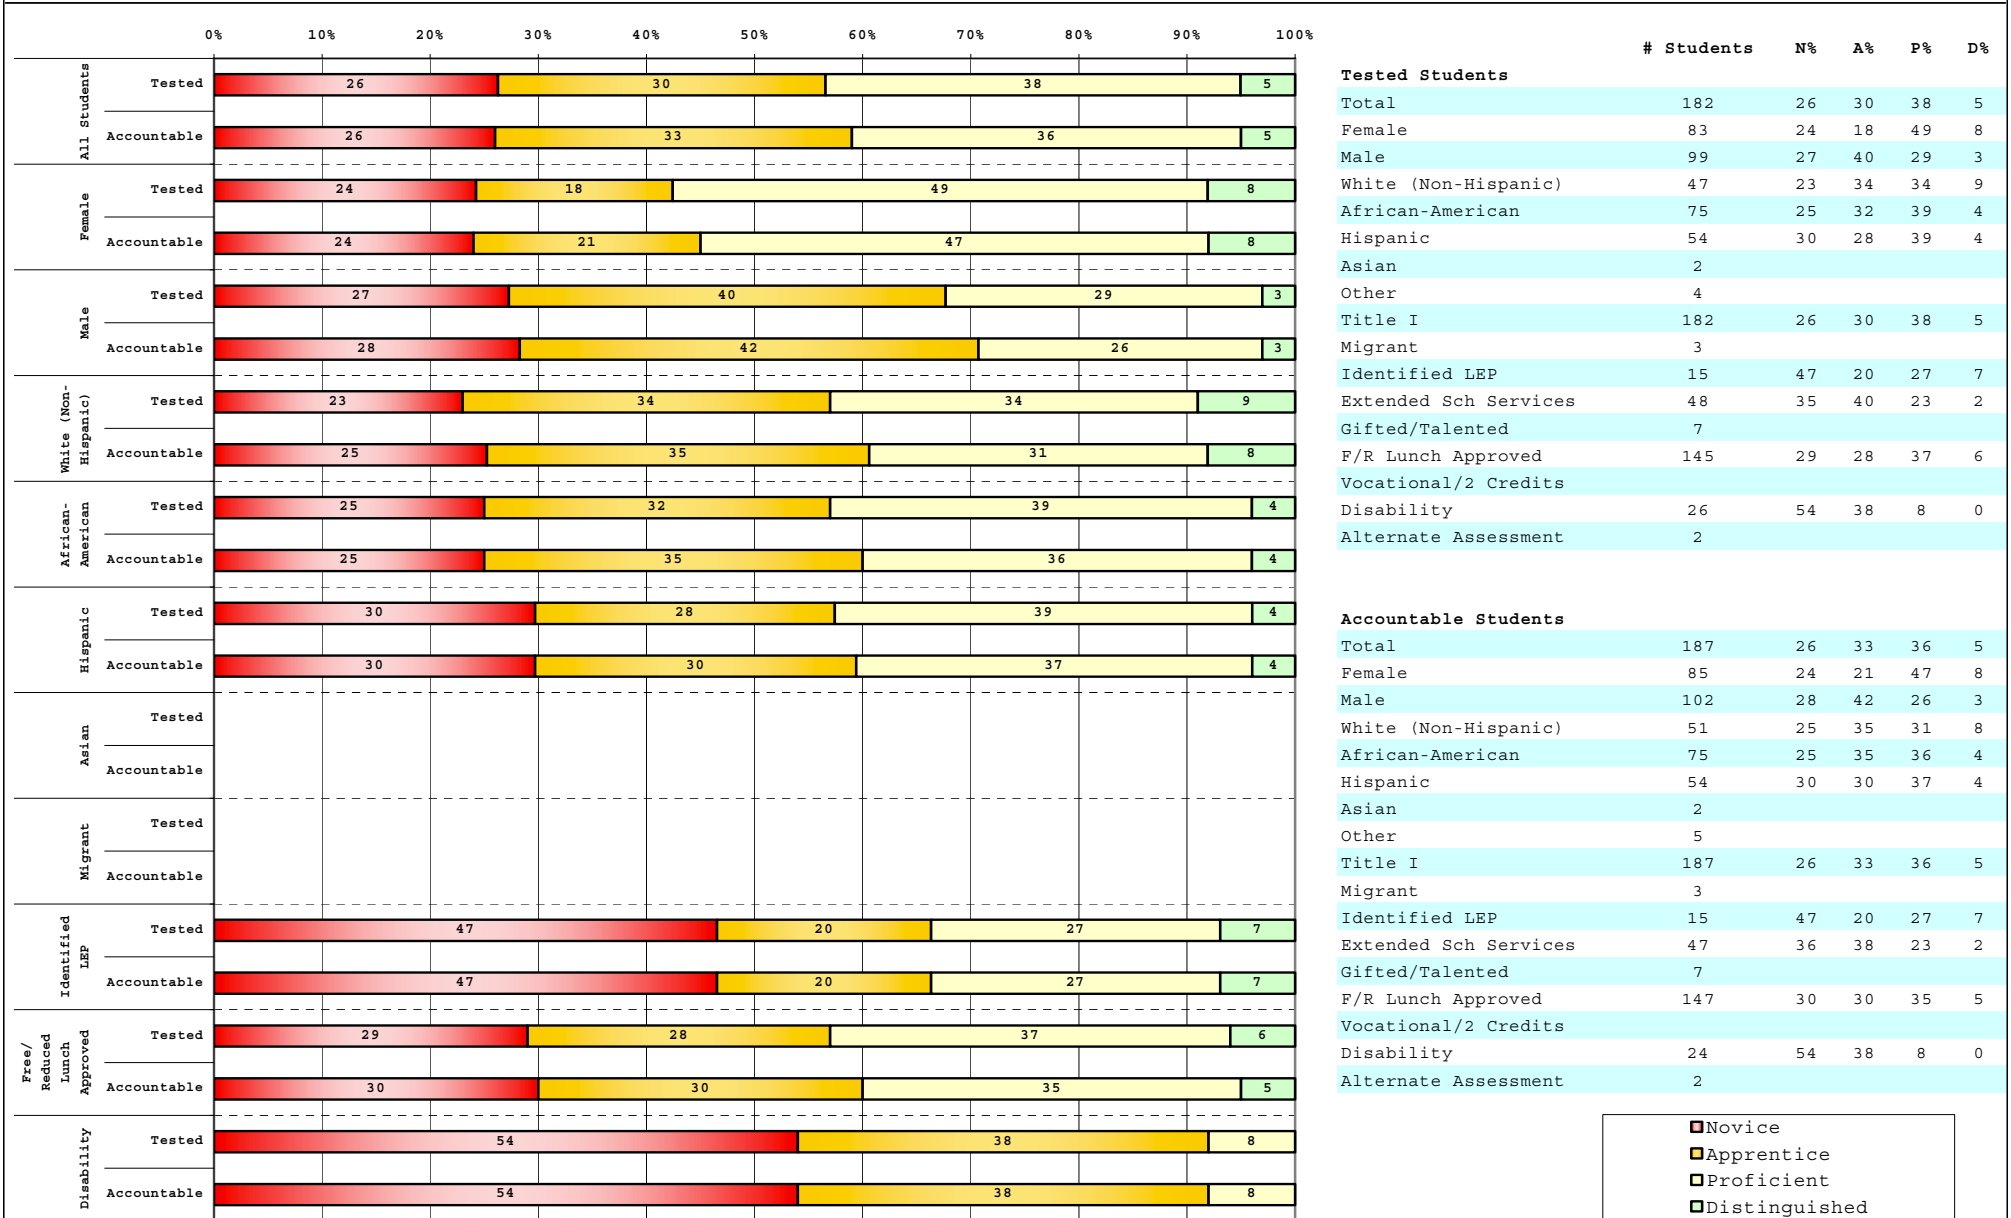 0% 10% 20% 30% 40% 50% 60% 70% 80% 90% 100%
All Students
Tested 26 30 38 5
Accountable 26 33 36 5
Female
Tested 24 18 49 8
Accountable 24 21 47 8
Male
Tested 27 40 29 3
Accountable 28 42 26 3
White (Non-
Hispanic)
Tested 23 34 34 9
Accountable 25 35 31 8
African-
American
Tested 25 32 39 4
Accountable 25 35 36 4
Hispanic
Tested 30 28 39 4
Accountable 30 30 37 4
Asian
Tested
Accountable
Migrant
Tested
Accountable
Identified
LEP
Tested 47 20 27 7
Accountable 47 20 27 7
Free/
Reduced
Lunch
Approved
Tested 29 28 37 6
Accountable 30 30 35 5
Disability
Tested 54 38 8
Accountable 54 38 8
# Students N% A% P% D%
Tested Students
Total 182 26 30 38 5
Female 83 24 18 49 8
Male 99 27 40 29 3
White (Non-Hispanic) 47 23 34 34 9
African-American 75 25 32 39 4
Hispanic 54 30 28 39 4
Asian 2
Other 4
Title I 182 26 30 38 5
Migrant 3
Identified LEP 15 47 20 27 7
Extended Sch Services 48 35 40 23 2
Gifted/Talented 7
F/R Lunch Approved 145 29 28 37 6
Vocational/2 Credits
Disability 26 54 38 8 0
Alternate Assessment 2
Accountable Students
Total 187 26 33 36 5
Female 85 24 21 47 8
Male 102 28 42 26 3
White (Non-Hispanic) 51 25 35 31 8
African-American 75 25 35 36 4
Hispanic 54 30 30 37 4
Asian 2
Other 5
Title I 187 26 33 36 5
Migrant 3
Identified LEP 15 47 20 27 7
Extended Sch Services 47 36 38 23 2
Gifted/Talented 7
F/R Lunch Approved 147 30 30 35 5
Vocational/2 Credits
Disability 24 54 38 8 0
Alternate Assessment 2
Novice
Apprentice
Proficient
Distinguished